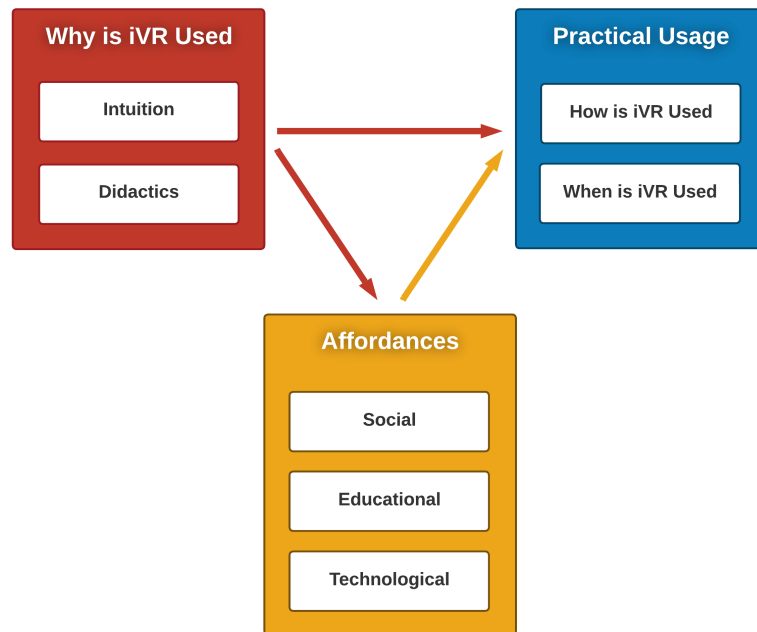 Why is iVR Used
Intuition
Didactics
Practical Usage
How is iVR Used
When is iVR Used
Affordances
Social
Educational
Technological